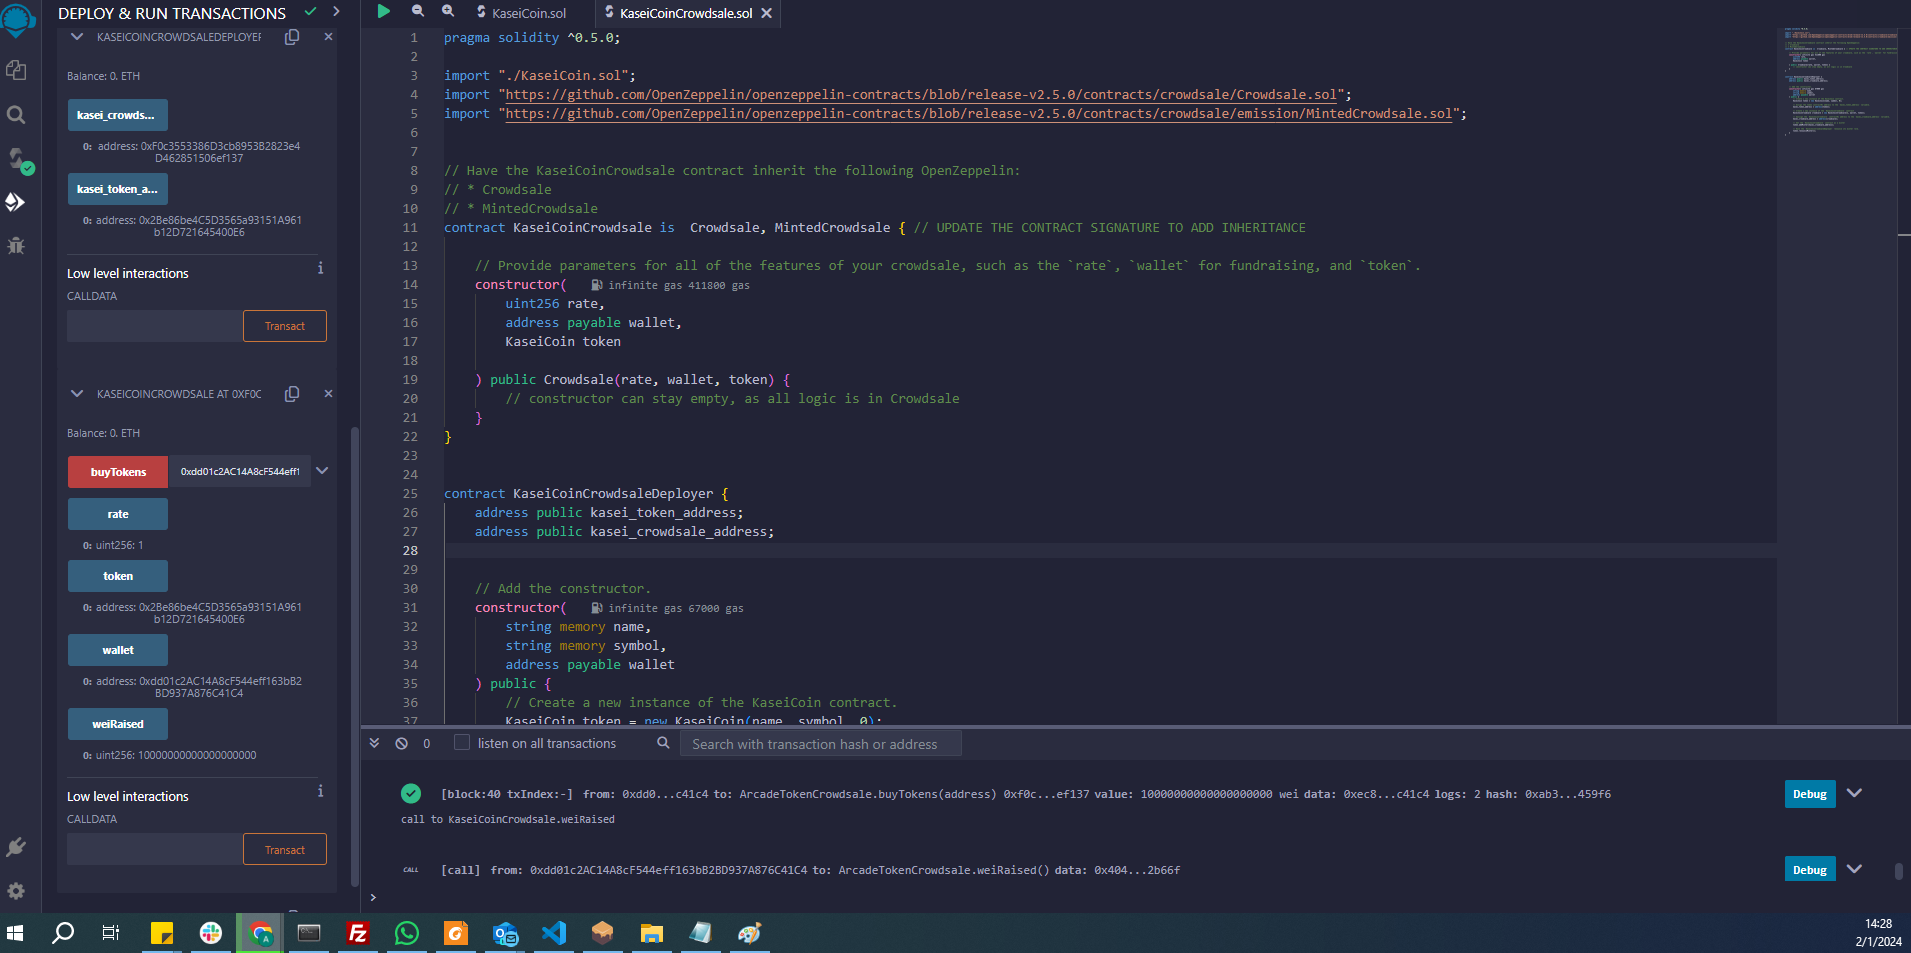 DEPLOY & RUN TRANSACTIONS
KASEICOINCROWDSALEDEPLOYER
Balance: 0. ETH
kasei_crowds...
0: address: 0xF0c3553386D3cb8953B2823e4
D462851506ef137
kasei_token_a...
0: address: 0x2Be86be4C5D3565a93151A961
b12D721645400E6
Low level interactions
CALLDATA
Transact
KASEICOINCROWDSALE AT 0XF0C
Balance: 0. ETH
buyTokens 0xdd01c2AC14A8cF544eff1
rate
0: uint256: 1
token
0: address: 0x2Be86be4C5D3565a93151A961
b12D721645400E6
wallet
0: address: 0xdd01c2AC14A8cF544eff163bB2
BD937A876C41C4
weiRaised
0: uint256: 10000000000000000000
Low level interactions
CALLDATA
Transact
KaseiCoin.sol KaseiCoinCrowdsale.sol
1 pragma solidity ^0.5.0;
2
3 import "./KaseiCoin.sol";
4 import "https://github.com/OpenZeppelin/openzeppelin-contracts/blob/release-v2.5.0/contracts/crowdsale/Crowdsale.sol";
5 import "https://github.com/OpenZeppelin/openzeppelin-contracts/blob/release-v2.5.0/contracts/crowdsale/emission/MintedCrowdsale.sol";
6
7
8 // Have the KaseiCoinCrowdsale contract inherit the following OpenZeppelin:
9 // * Crowdsale
10 // * MintedCrowdsale
11 contract KaseiCoinCrowdsale is  Crowdsale, MintedCrowdsale { // UPDATE THE CONTRACT SIGNATURE TO ADD INHERITANCE
12
13 // Provide parameters for all of the features of your crowdsale, such as the `rate`, `wallet` for fundraising, and `token`.
14 constructor( infinite gas 411800 gas
15 uint256 rate,
16 address payable wallet,
17 KaseiCoin token
18
19 ) public Crowdsale(rate, wallet, token) {
20 // constructor can stay empty, as all logic is in Crowdsale
21 }
22 }
23
24
25 contract KaseiCoinCrowdsaleDeployer {
26 address public kasei_token_address;
27 address public kasei_crowdsale_address;
28
29
30 // Add the constructor.
31 constructor( infinite gas 67000 gas
32 string memory name,
33 string memory symbol,
34 address payable wallet
35 ) public {
36 // Create a new instance of the KaseiCoin contract.
37 KaseiCoin token = new KaseiCoin(name, symbol, 0);
0 listen on all transactions Search with transaction hash or address
[block:40 txIndex:-] from: 0xdd0...c41c4 to: ArcadeTokenCrowdsale.buyTokens(address) 0xf0c...ef137 value: 10000000000000000000 wei data: 0xec8...c41c4 logs: 2 hash: 0xab3...459f6 Debug
call to KaseiCoinCrowdsale.weiRaised
CALL [call] from: 0xdd01c2AC14A8cF544eff163bB2BD937A876C41C4 to: ArcadeTokenCrowdsale.weiRaised() data: 0x404...2b66f Debug
>
14:28
2/1/2024